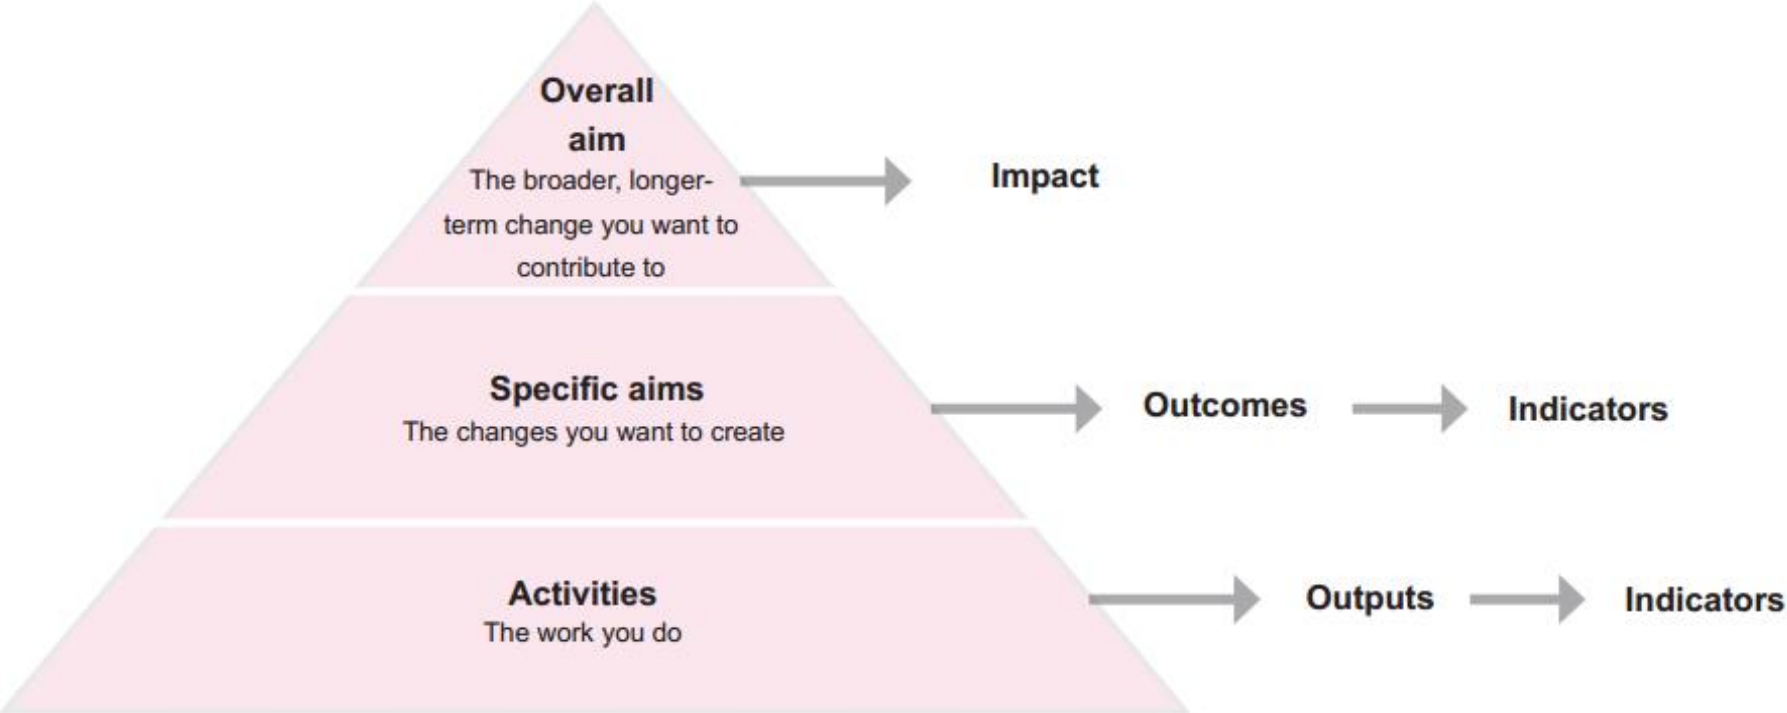 Overall
aim
The broader, longer-
term change you want to
contribute to
Impact
Specific aims
The changes you want to create
Outcomes
Indicators
Activities
The work you do
Outputs
Indicators